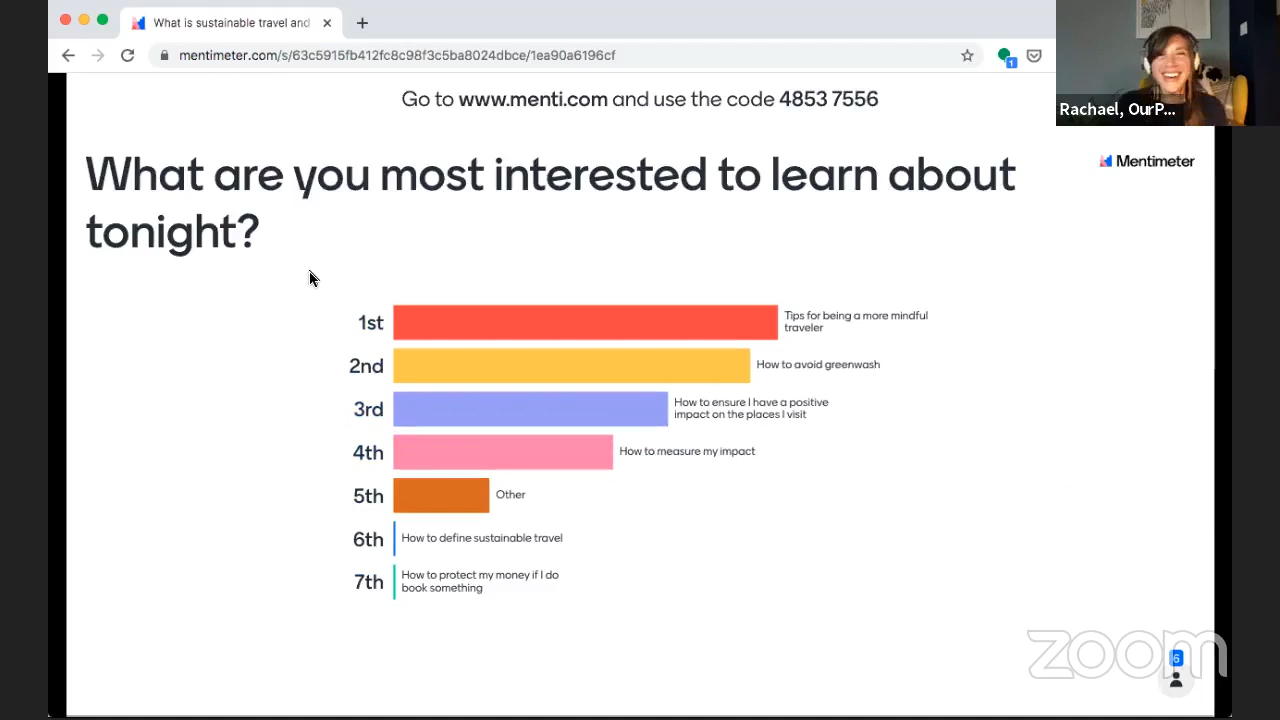 What is sustainable travel and
mentimeter.com/s/63c5915fb412fc8c98f3c5ba8024dbce/1ea90a6196cf
1
Rachael, OurP...
Go to www.menti.com and use the code 4853 7556
Mentimeter
What are you most interested to learn about
tonight?
1st
Tips for being a more mindful
traveler
2nd
How to avoid greenwash
3rd
How to ensure I have a positive
impact on the places I visit
4th
How to measure my impact
5th
Other
6th
How to define sustainable travel
7th
How to protect my money if I do
book something
zoom
6